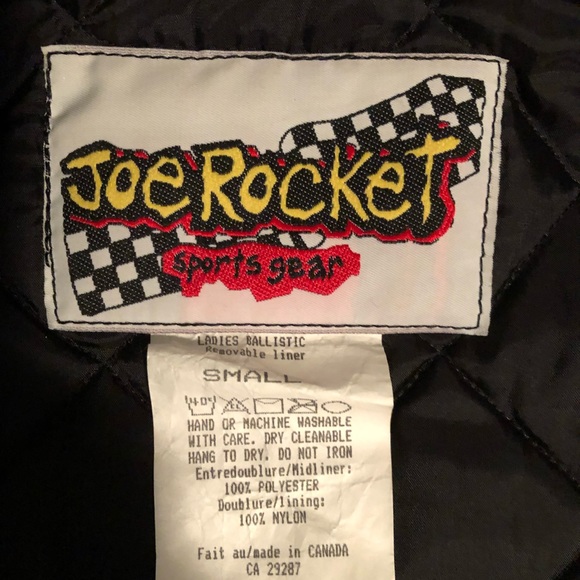 Joe Rocket
sports gear
LADIES BALLISTIC
Removable liner
SMALL
HAND OR MACHINE WASHABLE
WITH CARE. DRY CLEANABLE
HANG TO DRY. DO NOT IRON
Entredoublure/Midliner:
100% POLYESTER
Doublure/lining:
100% NYLON
Fait au/made in CANADA
CA 29287